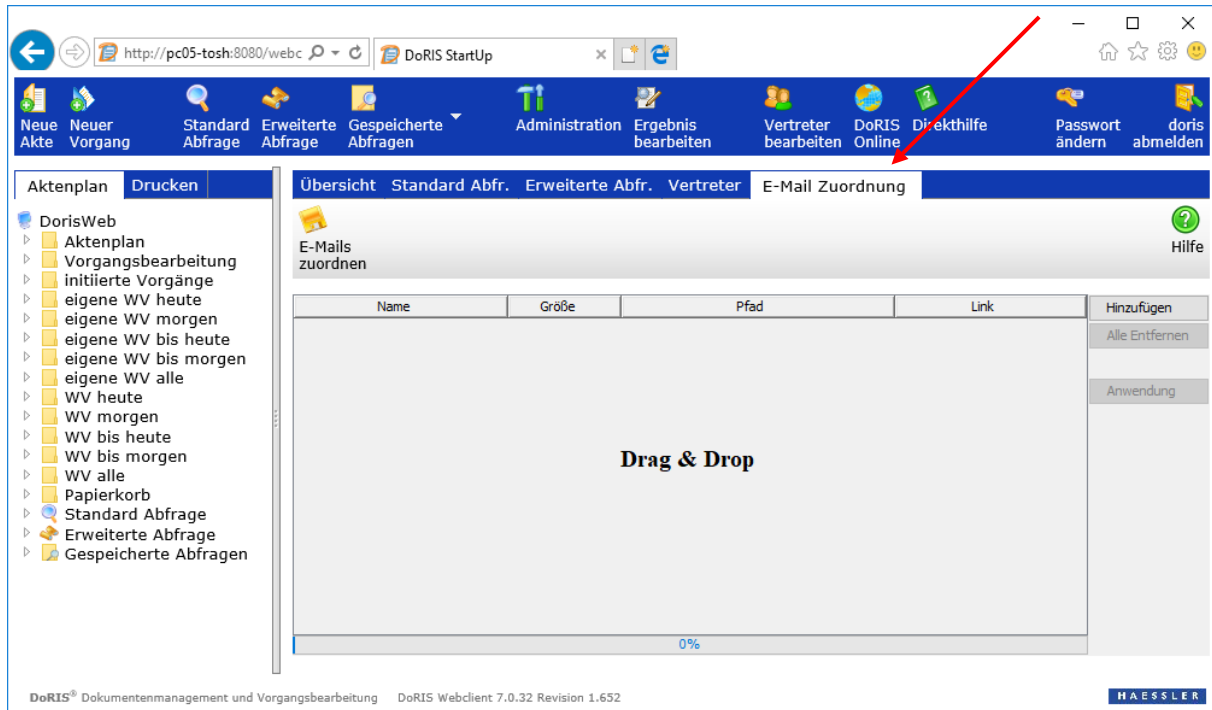 http://pc05-tosh:8080/webc
DoRIS StartUp
Neue Akte
Neuer Vorgang
Standard Abfrage
Erweiterte Abfrage
Gespeicherte Abfragen
Administration
Ergebnis bearbeiten
Vertreter bearbeiten
DoRIS Online
Direkthilfe
Passwort ändern
doris abmelden
Aktenplan
Drucken
Übersicht
Standard Abfr.
Erweiterte Abfr.
Vertreter
E-Mail Zuordnung
DorisWeb
Aktenplan
Vorgangsbearbeitung
initiierte Vorgänge
eigene WV heute
eigene WV morgen
eigene WV bis heute
eigene WV bis morgen
eigene WV alle
WV heute
WV morgen
WV bis heute
WV bis morgen
WV alle
Papierkorb
Standard Abfrage
Erweiterte Abfrage
Gespeicherte Abfragen
E-Mails
zuordnen
Hilfe
Name
Größe
Pfad
Link
Hinzufügen
Alle Entfernen
Anwendung
Drag & Drop
0%
DoRIS® Dokumentenmanagement und Vorgangsbearbeitung
DoRIS Webclient 7.0.32 Revision 1.652
HAESSLER